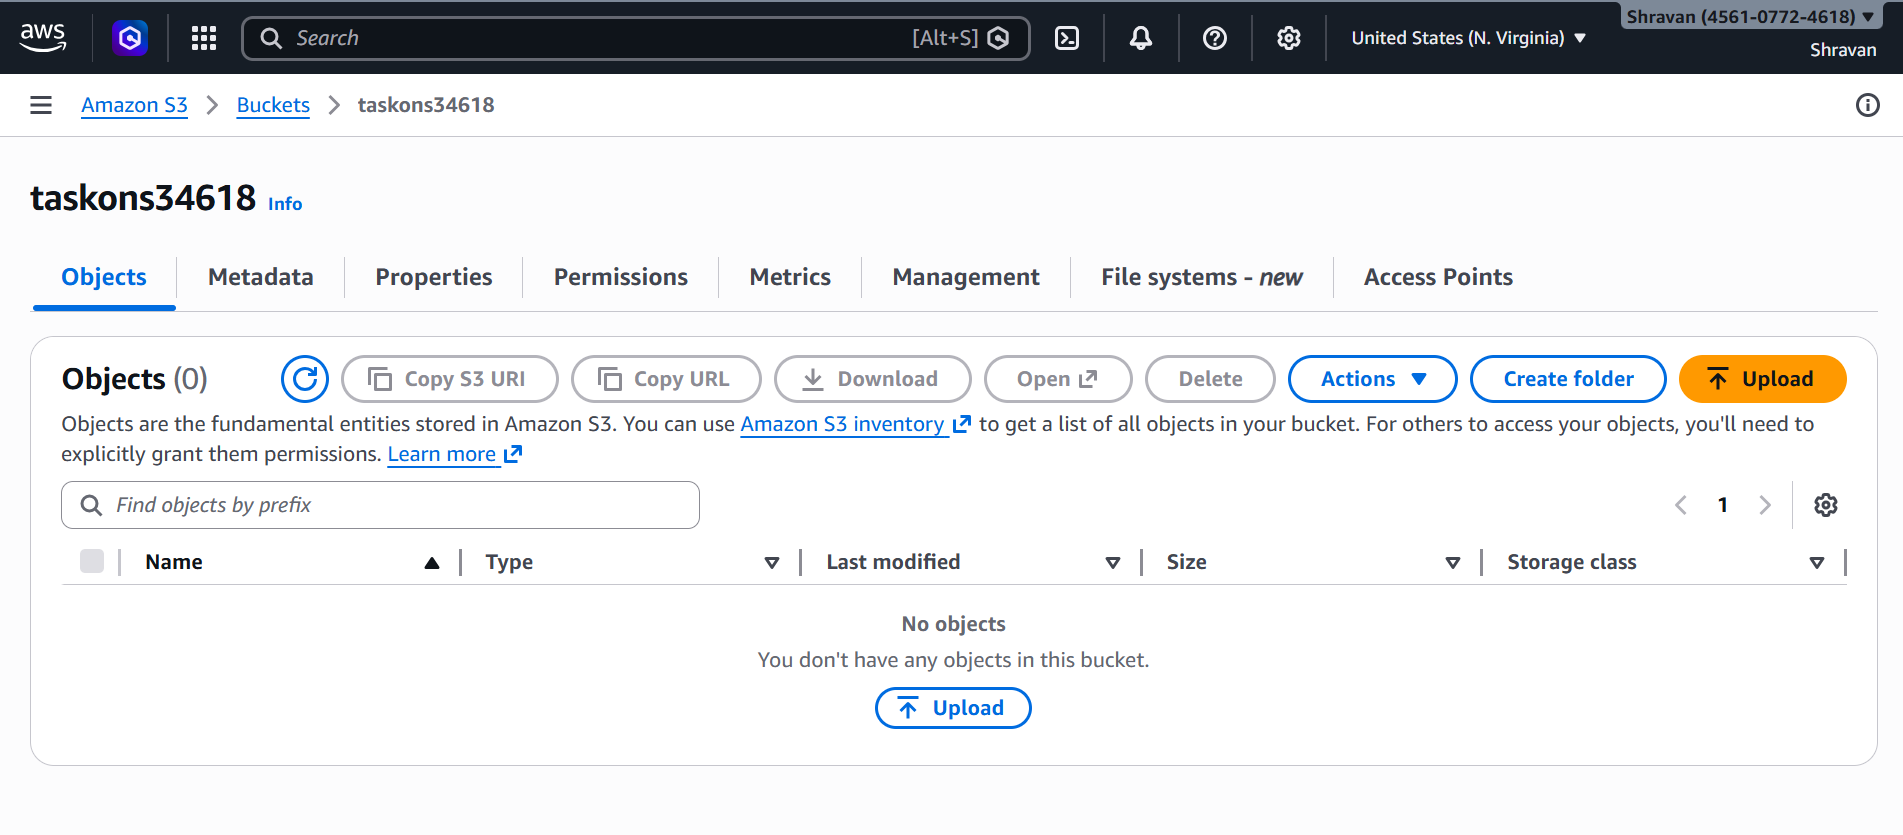 aws
Search [Alt+S]
United States (N. Virginia)
Shravan (4561-0772-4618)
Shravan
Amazon S3 Buckets taskons34618
taskons34618 Info
Objects Metadata Properties Permissions Metrics Management File systems - new Access Points
Objects (0) Copy S3 URI Copy URL Download Open Delete Actions Create folder Upload
Objects are the fundamental entities stored in Amazon S3. You can use Amazon S3 inventory to get a list of all objects in your bucket. For others to access your objects, you'll need to
explicitly grant them permissions. Learn more
Find objects by prefix
1
Name Type Last modified Size Storage class
No objects
You don't have any objects in this bucket.
Upload